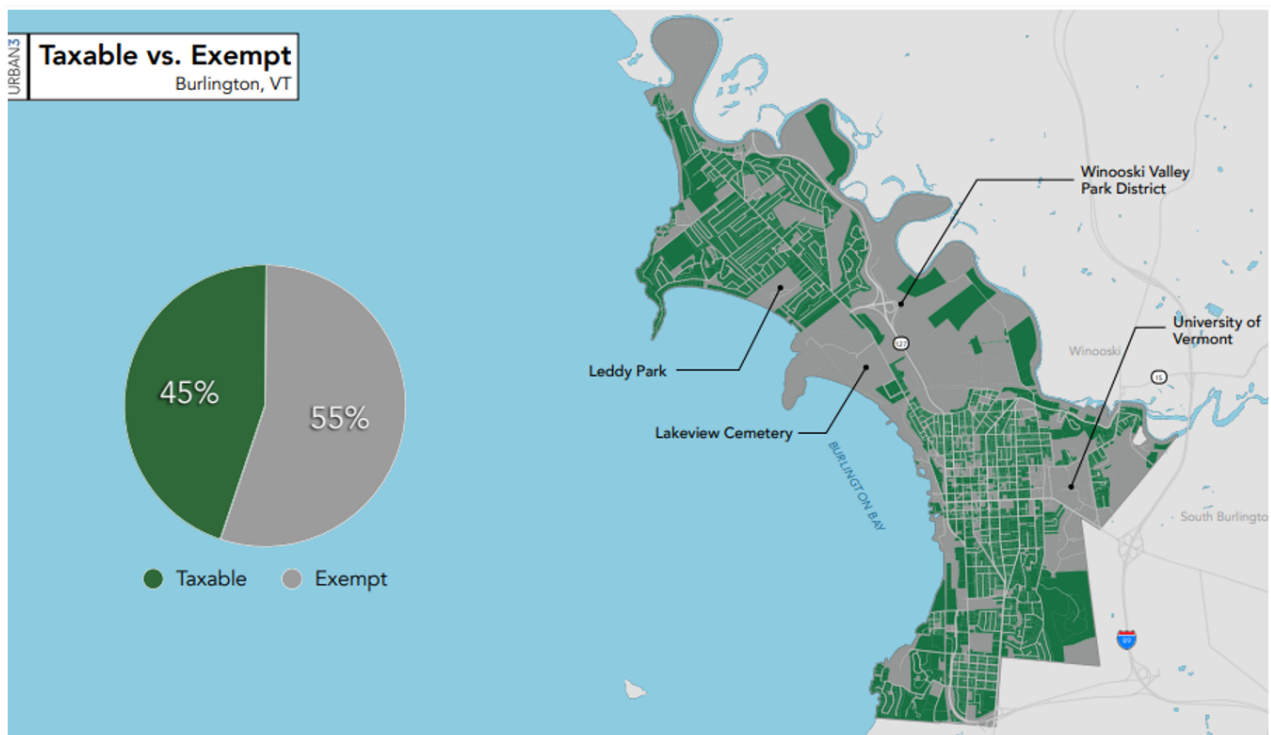 URBAN3
Taxable vs. Exempt
Burlington, VT
Winooski Valley
Park District
University of
Vermont
Winooski
15
127
Leddy Park
45%
55%
Lakeview Cemetery
BURLINGTON BAY
South Burlingto
Taxable
Exempt
89